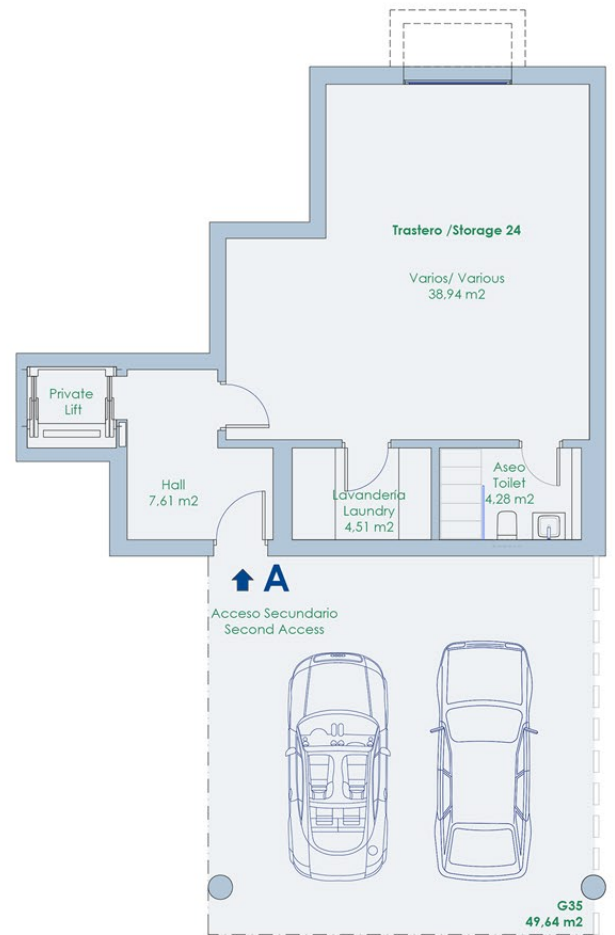 Trastero /Storage 24
Varios/ Various
38,94 m2
Private
Lift
Hall
7,61 m2
Lavandería
Laundry
4,51 m2
Aseo
Toilet
4,28 m2
A
Acceso Secundario
Second Access
G35
49,64 m2